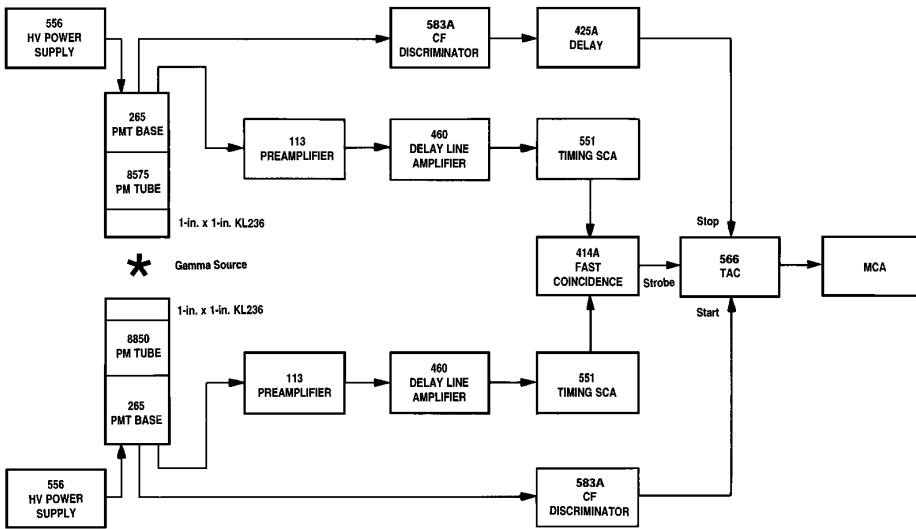 556
HV POWER
SUPPLY
583A
CF
DISCRIMINATOR
425A
DELAY
265
PMT BASE
113
PREAMPLIFIER
460
DELAY LINE
AMPLIFIER
551
TIMING SCA
8575
PM TUBE
1-in. x 1-in. KL236
Stop
Gamma Source
414A
FAST
COINCIDENCE
Strobe
566
TAC
MCA
1-in. x 1-in. KL236
Start
8850
PM TUBE
113
PREAMPLIFIER
460
DELAY LINE
AMPLIFIER
551
TIMING SCA
265
PMT BASE
556
HV POWER
SUPPLY
583A
CF
DISCRIMINATOR